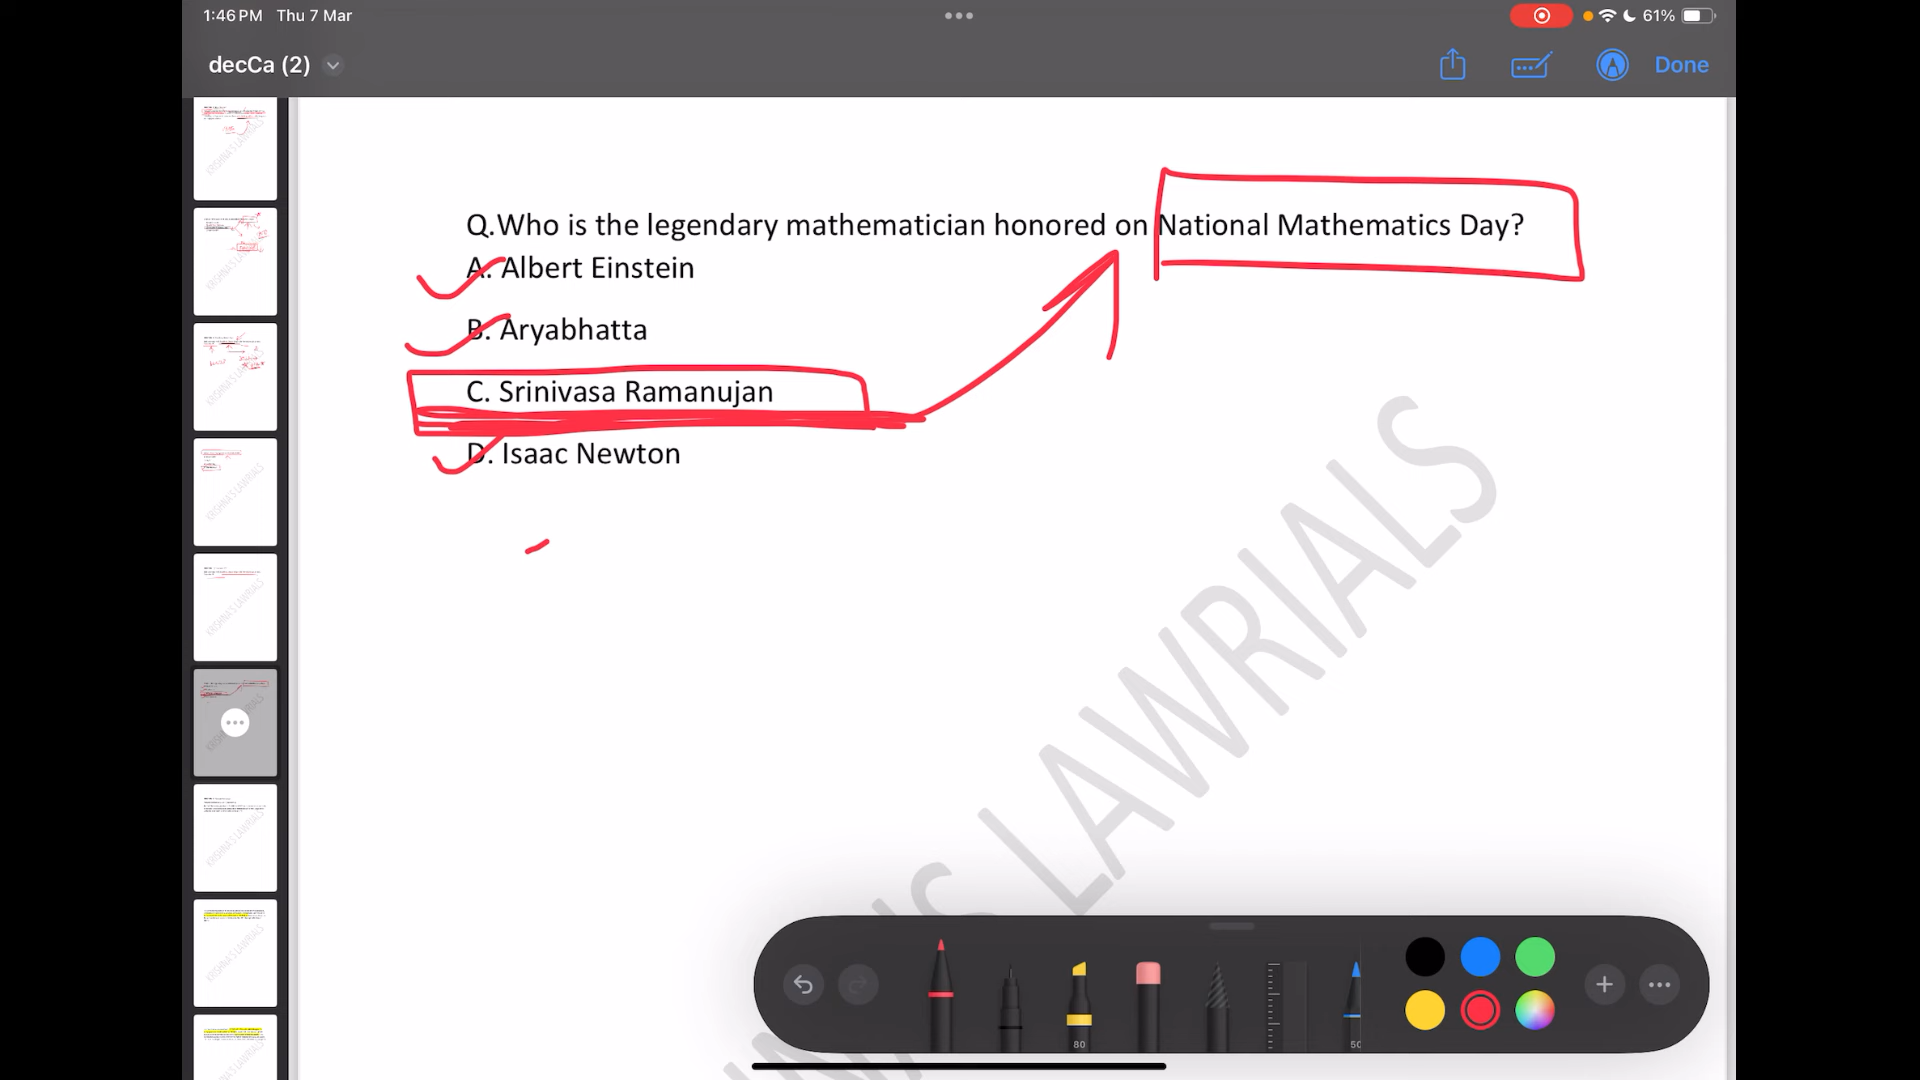 1:46 PM Thu 7 Mar
61%
decCa (2)
Done
Q.Who is the legendary mathematician honored on National Mathematics Day?
A. Albert Einstein
B. Aryabhatta
C. Srinivasa Ramanujan
D. Isaac Newton
LAWRIALS
80
50